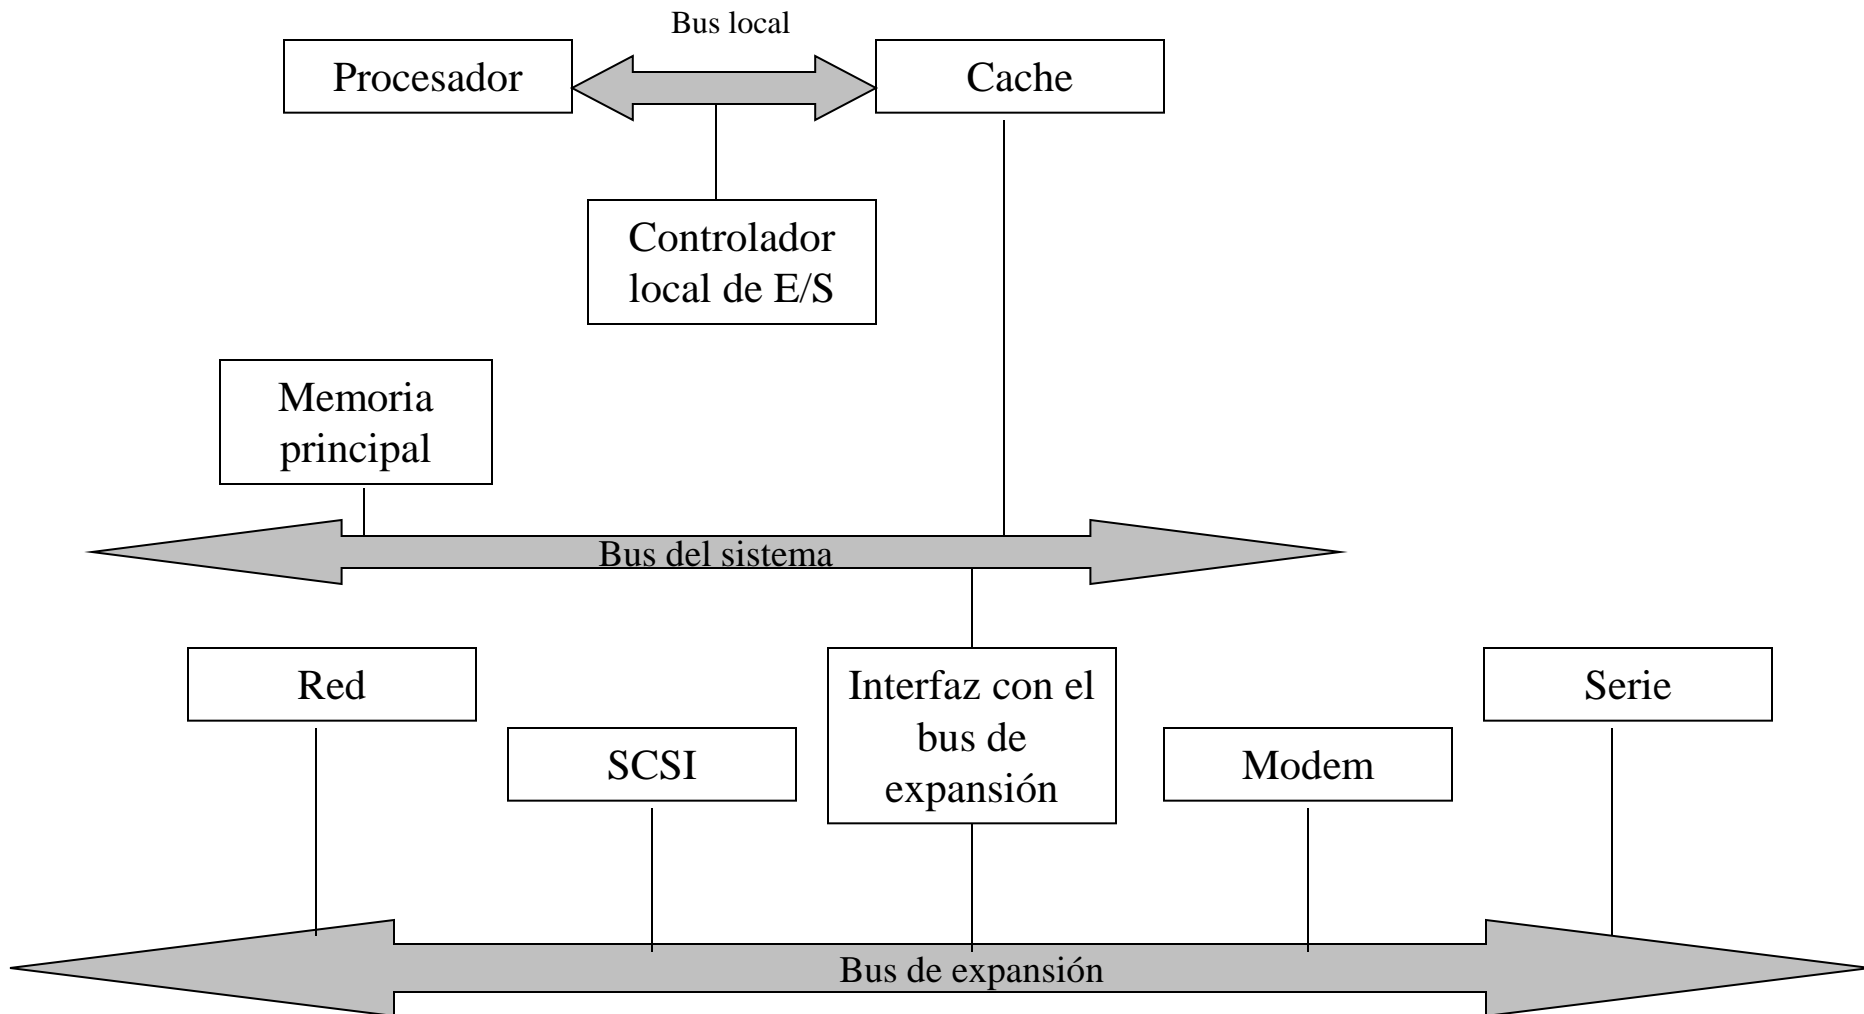 Bus local
Procesador
Cache
Controlador
local de E/S
Memoria
principal
Bus del sistema
Red
Interfaz con el
bus de
expansión
Serie
SCSI
Modem
Bus de expansión